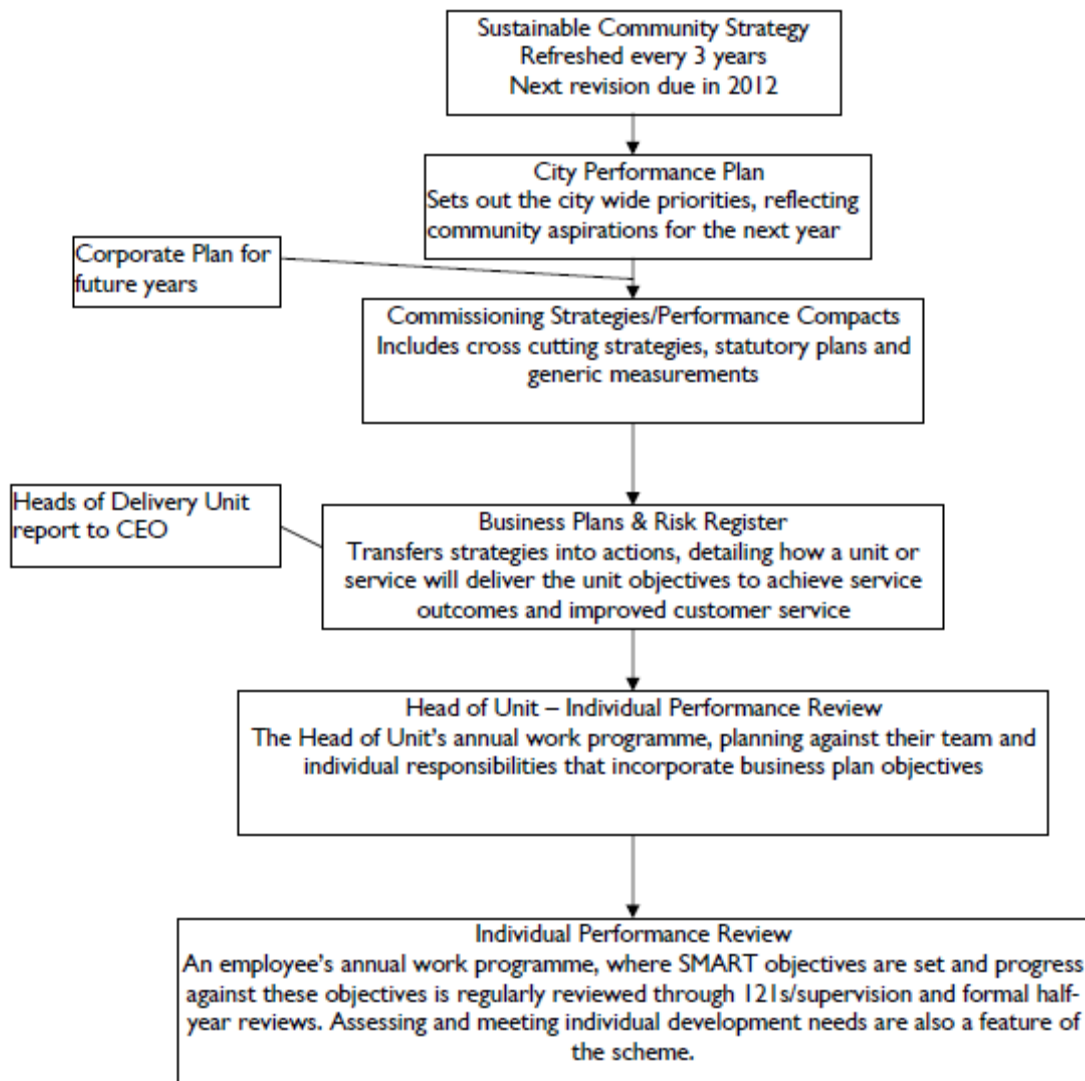 Sustainable Community Strategy
Refreshed every 3 years
Next revision due in 2012
City Performance Plan
Sets out the city wide priorities, reflecting
community aspirations for the next year
Corporate Plan for
future years
Commissioning Strategies/Performance Compacts
Includes cross cutting strategies, statutory plans and
generic measurements
Heads of Delivery Unit
report to CEO
Business Plans & Risk Register
Transfers strategies into actions, detailing how a unit or
service will deliver the unit objectives to achieve service
outcomes and improved customer service
Head of Unit – Individual Performance Review
The Head of Unit's annual work programme, planning against their team and
individual responsibilities that incorporate business plan objectives
Individual Performance Review
An employee's annual work programme, where SMART objectives are set and progress
against these objectives is regularly reviewed through 121s/supervision and formal half-
year reviews. Assessing and meeting individual development needs are also a feature of
the scheme.